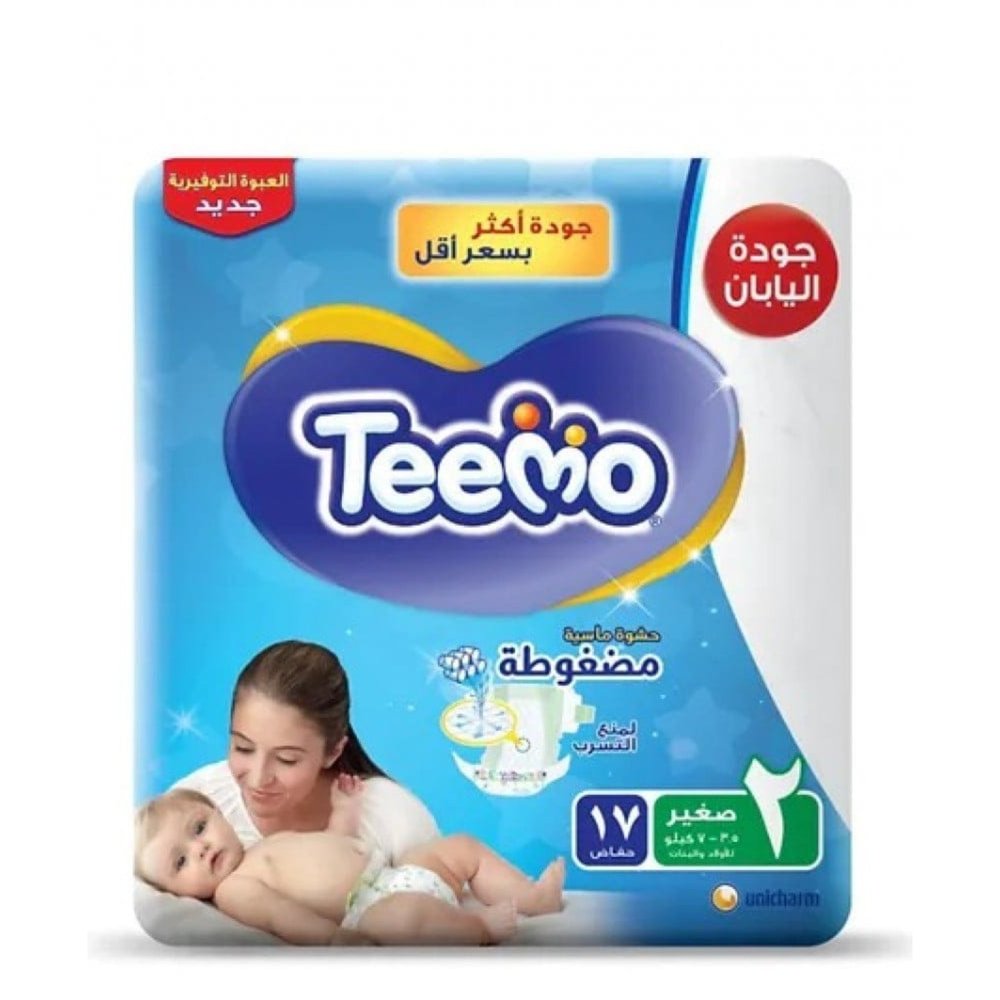 العبوة التوفيرية
جديد
جودة أكثر
بسعر أقل
جودة
اليابان
Teemo
®
حشوة ماسية
مضغوطة
لمنع
التسرب
١٧
حفاض
صغير
٣.٥ - ٧ كيلو
للأولاد والبنات
٢
unicharm